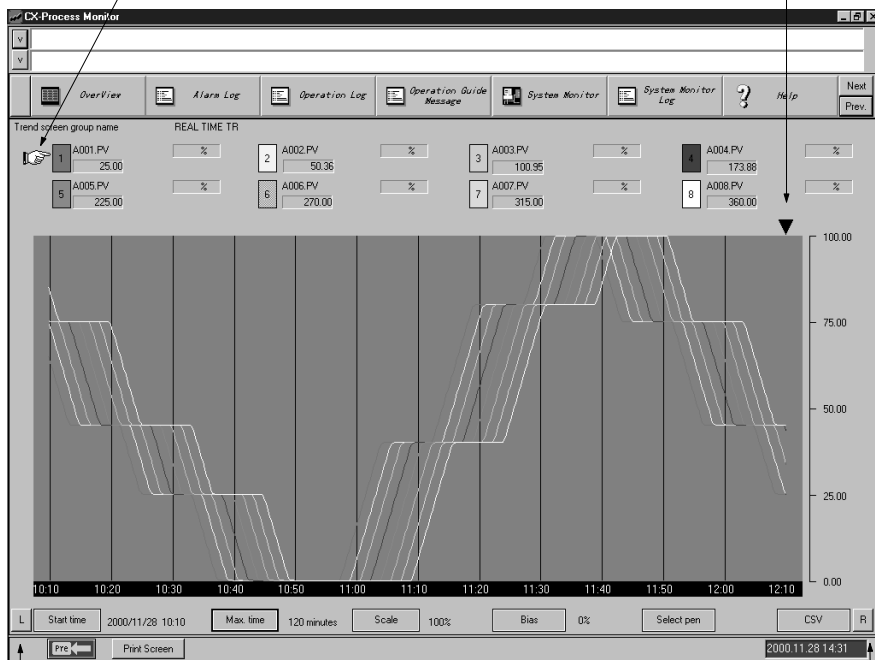 CX-Process Monitor
v
v
OverView
Alarm Log
Operation Log
Operation Guide Message
System Monitor
System Monitor Log
Help
Next
Prev.
Trend screen group name REAL TIME TR
1 A001.PV 25.00 %
2 A002.PV 50.36 %
3 A003.PV 100.95 %
4 A004.PV 173.88 %
5 A005.PV 225.00 %
6 A006.PV 270.00 %
7 A007.PV 315.00 %
8 A008.PV 360.00 %
100.00
75.00
50.00
25.00
0.00
10:10 10:20 10:30 10:40 10:50 11:00 11:10 11:20 11:30 11:40 11:50 12:00 12:10
L Start time 2000/11/28 10:10 Max. time 120 minutes Scale 100% Bias 0% Select pen CSV R
Pre Print Screen 2000.11.28 14:31